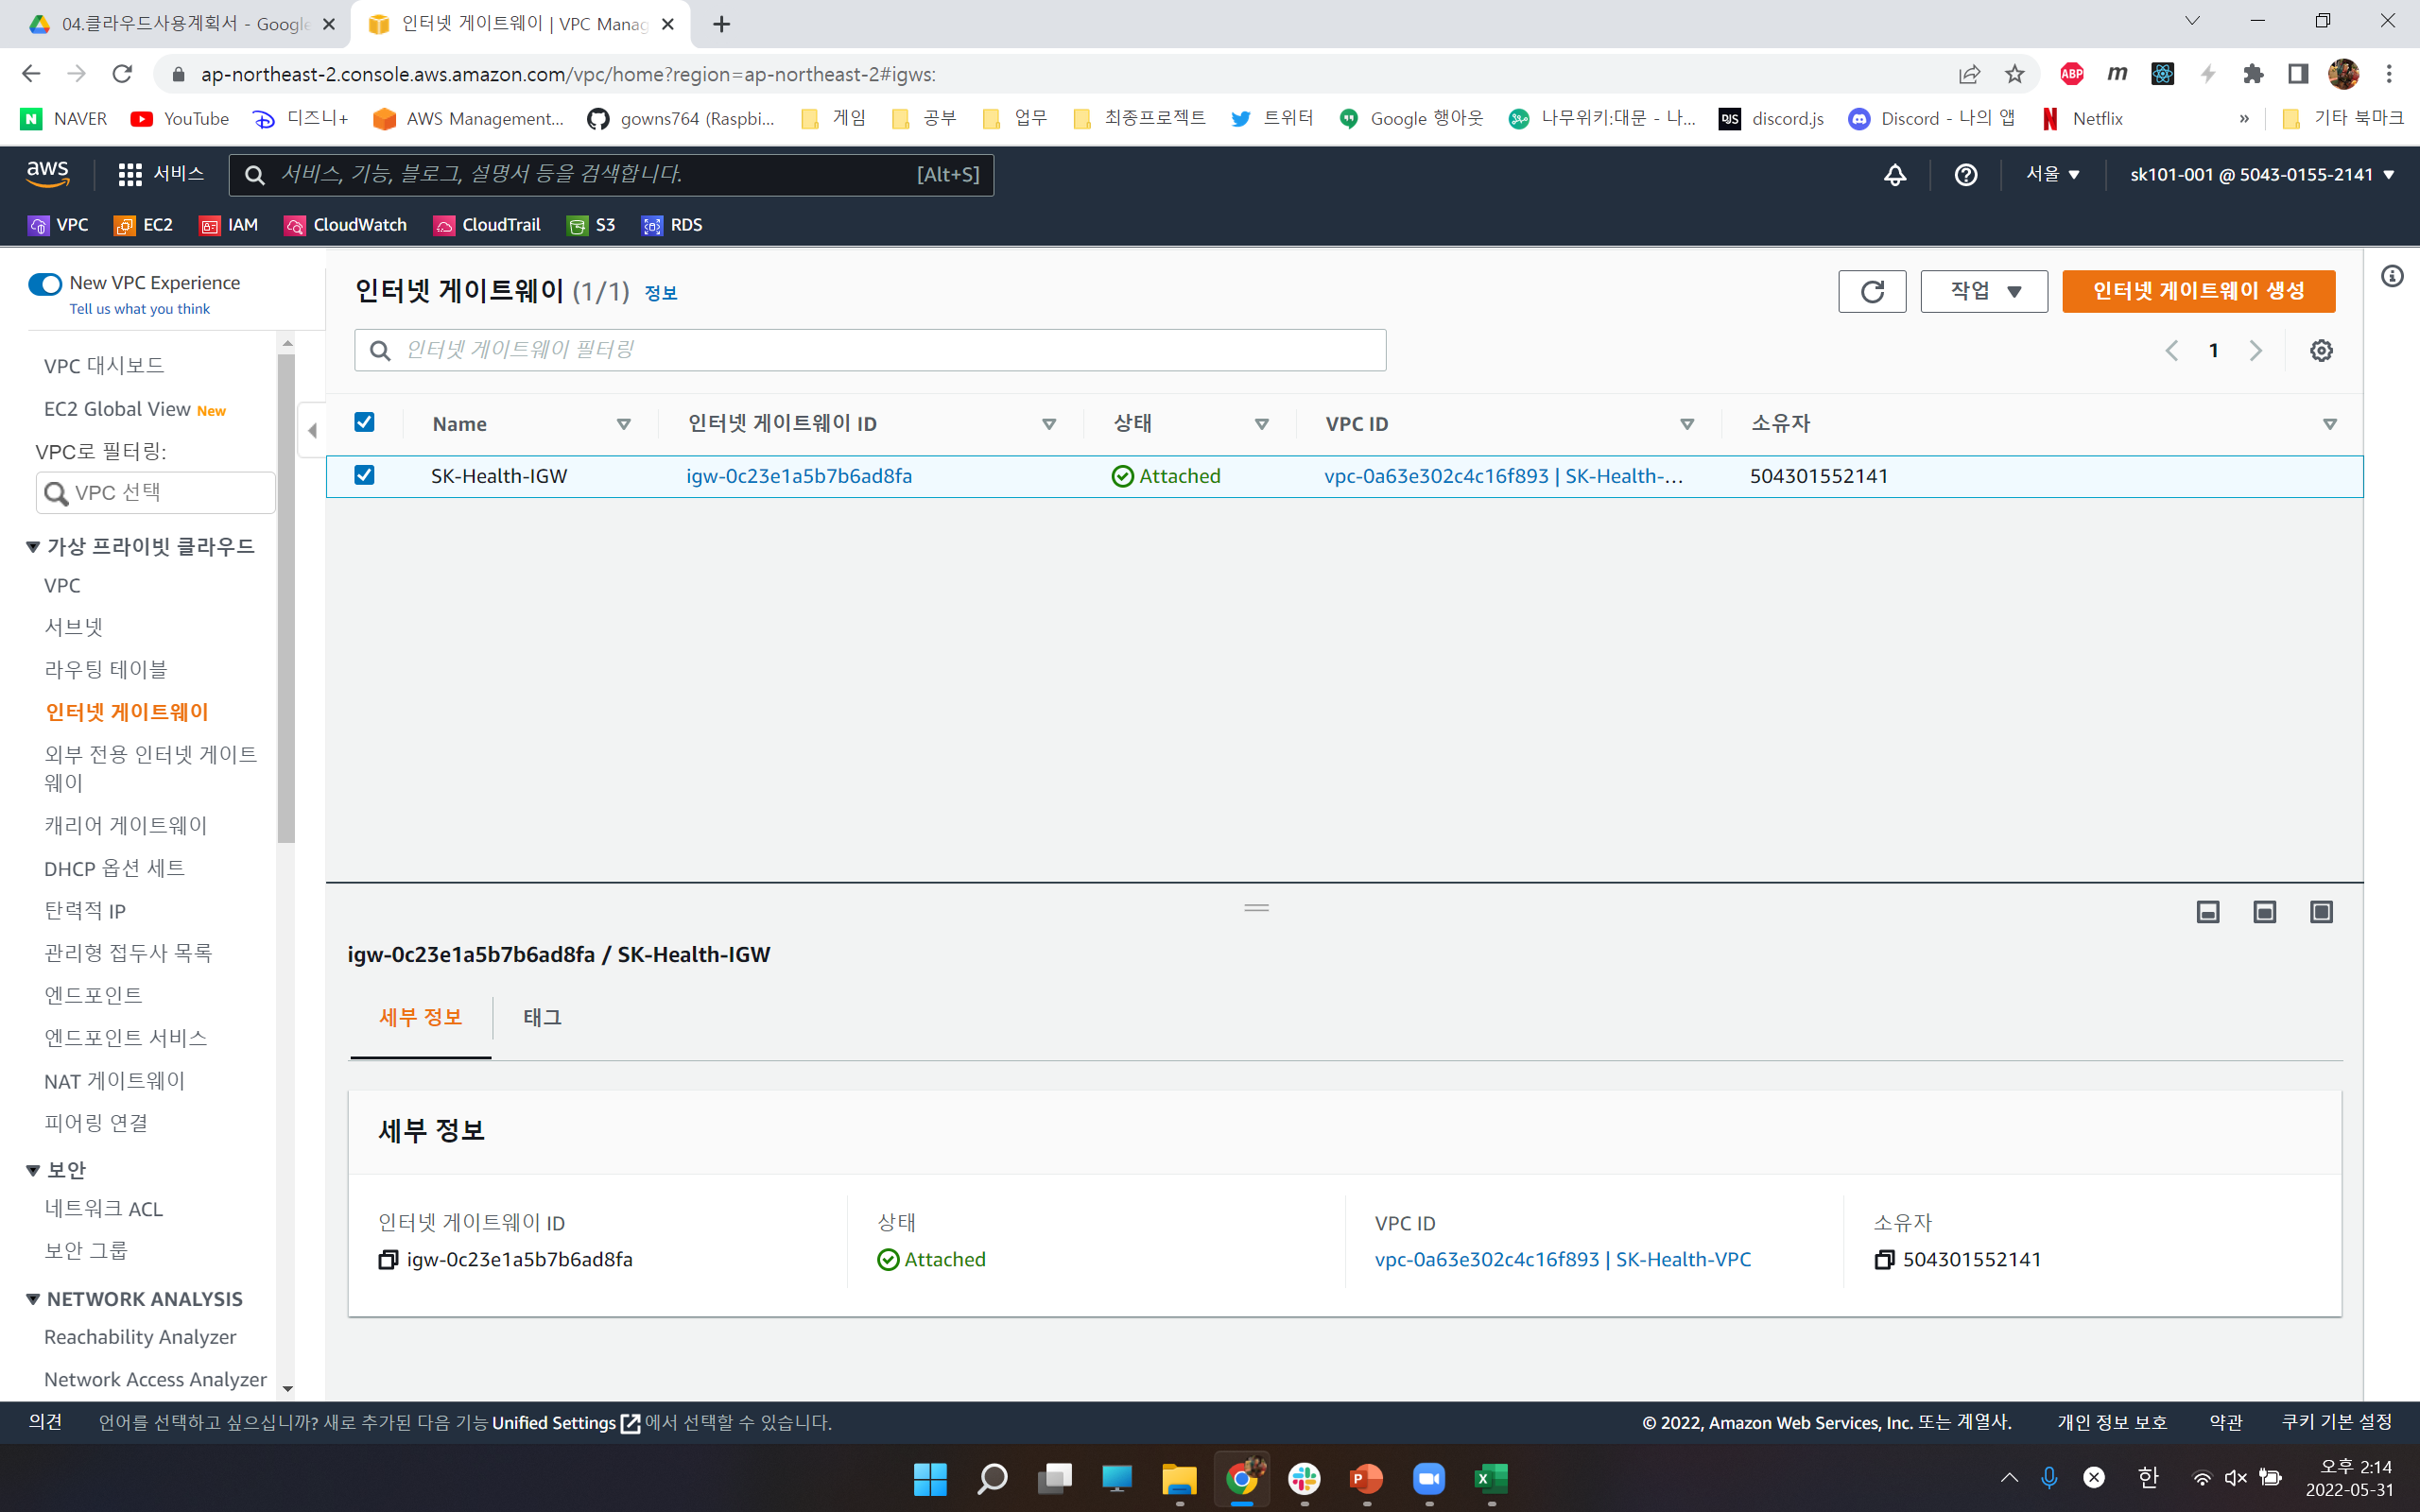 04.클라우드사용계획서 - Google
인터넷 게이트웨이 | VPC Manag
ap-northeast-2.console.aws.amazon.com/vpc/home?region=ap-northeast-2#igws:
ABP
m
N NAVER
YouTube
디즈니+
AWS Management...
gowns764 (Raspbi...
게임
공부
업무
최종프로젝트
트위터
Google 행아웃
나무위키:대문 - 나...
DJS discord.js
Discord - 나의 앱
Netflix
»
기타 북마크
aws
서비스
서비스, 기능, 블로그, 설명서 등을 검색합니다.
[Alt+S]
서울
sk101-001 @ 5043-0155-2141
VPC
EC2
IAM
CloudWatch
CloudTrail
S3
RDS
New VPC Experience
Tell us what you think
VPC 대시보드
EC2 Global View New
VPC로 필터링:
VPC 선택
가상 프라이빗 클라우드
VPC
서브넷
라우팅 테이블
인터넷 게이트웨이
외부 전용 인터넷 게이트
웨이
캐리어 게이트웨이
DHCP 옵션 세트
탄력적 IP
관리형 접두사 목록
엔드포인트
엔드포인트 서비스
NAT 게이트웨이
피어링 연결
보안
네트워크 ACL
보안 그룹
NETWORK ANALYSIS
Reachability Analyzer
Network Access Analyzer
인터넷 게이트웨이 (1/1) 정보
작업
인터넷 게이트웨이 생성
인터넷 게이트웨이 필터링
1
Name
인터넷 게이트웨이 ID
상태
VPC ID
소유자
SK-Health-IGW
igw-0c23e1a5b7b6ad8fa
Attached
vpc-0a63e302c4c16f893 | SK-Health-...
504301552141
igw-0c23e1a5b7b6ad8fa / SK-Health-IGW
세부 정보
태그
세부 정보
인터넷 게이트웨이 ID
igw-0c23e1a5b7b6ad8fa
상태
Attached
VPC ID
vpc-0a63e302c4c16f893 | SK-Health-VPC
소유자
504301552141
의견
언어를 선택하고 싶으십니까? 새로 추가된 다음 기능 Unified Settings 에서 선택할 수 있습니다.
© 2022, Amazon Web Services, Inc. 또는 계열사.
개인 정보 보호
약관
쿠키 기본 설정
한
오후 2:14
2022-05-31